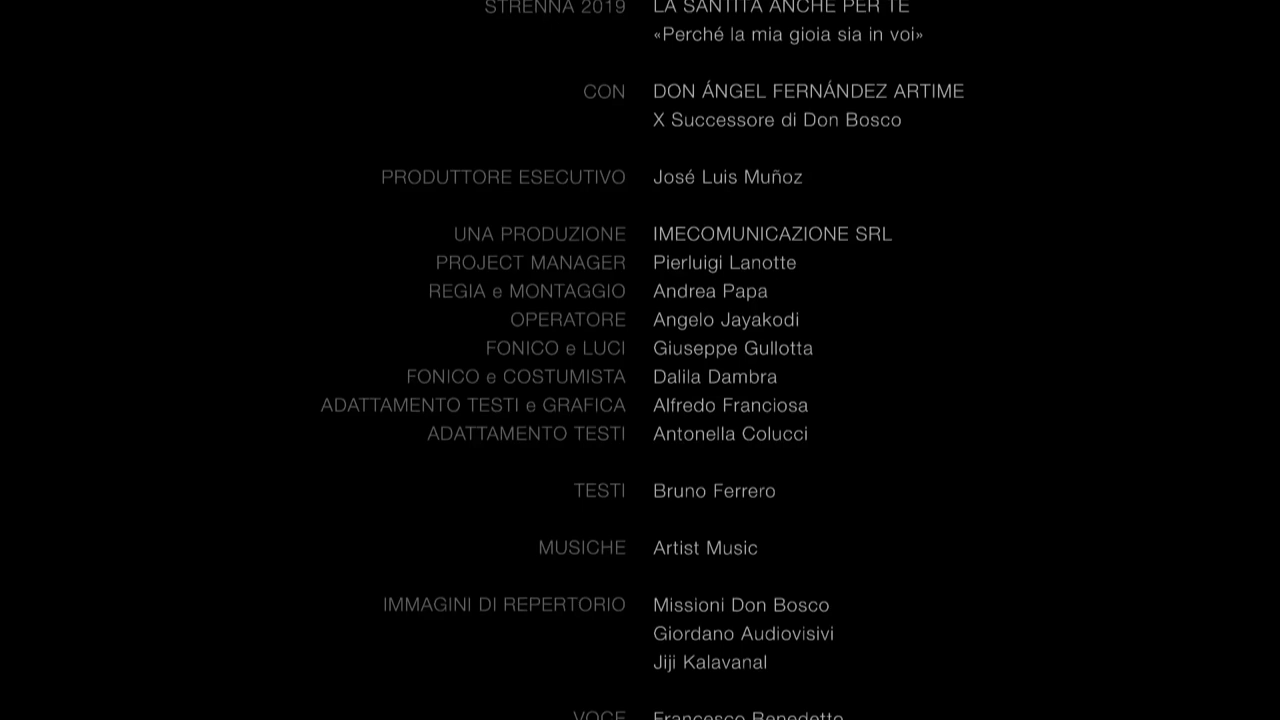 STRENNA 2019 LA SANTITÀ ANCHE PER TE
«Perché la mia gioia sia in voi»
CON DON ÁNGEL FERNÁNDEZ ARTIME
X Successore di Don Bosco
PRODUTTORE ESECUTIVO José Luis Muñoz
UNA PRODUZIONE IMECOMUNICAZIONE SRL
PROJECT MANAGER Pierluigi Lanotte
REGIA e MONTAGGIO Andrea Papa
OPERATORE Angelo Jayakodi
FONICO e LUCI Giuseppe Gullotta
FONICO e COSTUMISTA Dalila Dambra
ADATTAMENTO TESTI e GRAFICA Alfredo Franciosa
ADATTAMENTO TESTI Antonella Colucci
TESTI Bruno Ferrero
MUSICHE Artist Music
IMMAGINI DI REPERTORIO Missioni Don Bosco
Giordano Audiovisivi
Jiji Kalavanal
VOCE Francesco Benedetto